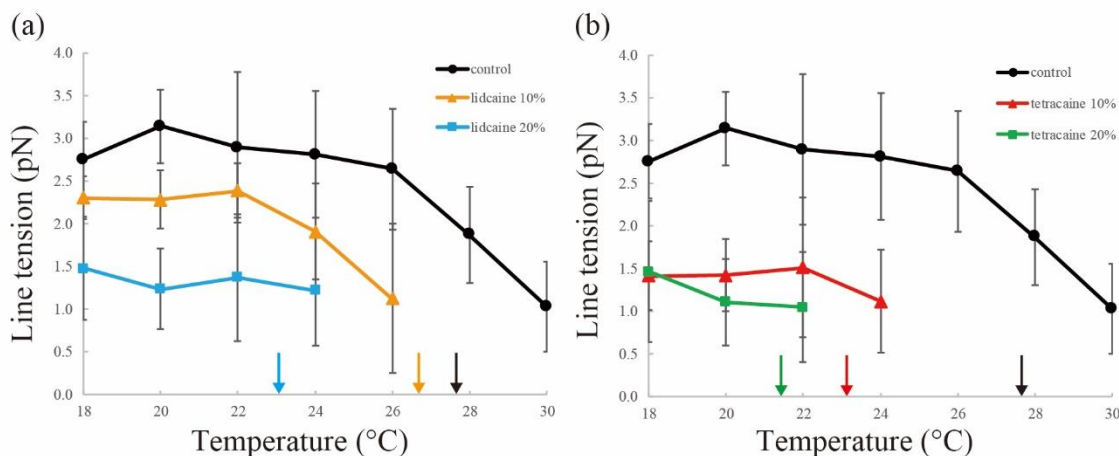 (a)
Line tension (pN)
4.0
3.5
3.0
2.5
2.0
1.5
1.0
0.5
0.0
18 20 22 24 26 28 30
Temperature (°C)
control
lidcaine 10%
lidcaine 20%
(b)
Line tension (pN)
4.0
3.5
3.0
2.5
2.0
1.5
1.0
0.5
0.0
18 20 22 24 26 28 30
Temperature (°C)
control
tetracaine 10%
tetracaine 20%